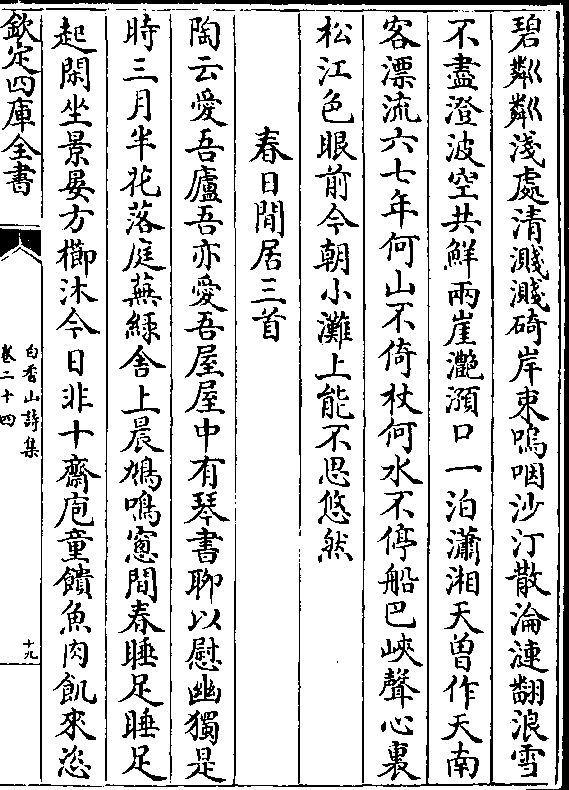 碧粼粼淺處清濺濺碕岸束嗚咽沙汀散淪漣翻浪雪
不盡澄波空共鮮兩崖灧澦口一泊瀟湘天曽作天南
客漂流六七年何山不倚杖何水不停船巴峽聲心裏
松江色眼前今朝小灘上能不思悠然
春日閒居三首
陶云愛吾廬吾亦愛吾屋屋中有琴書聊以慰幽獨是
時三月半花落庭蕪緑舍上晨鳩鳴窻間春睡足睡足
起閑坐景晏方櫛沐今日非十齋庖童饋魚肉飢來恣
欽定四庫全書
白香山詩集
卷二十四
十九